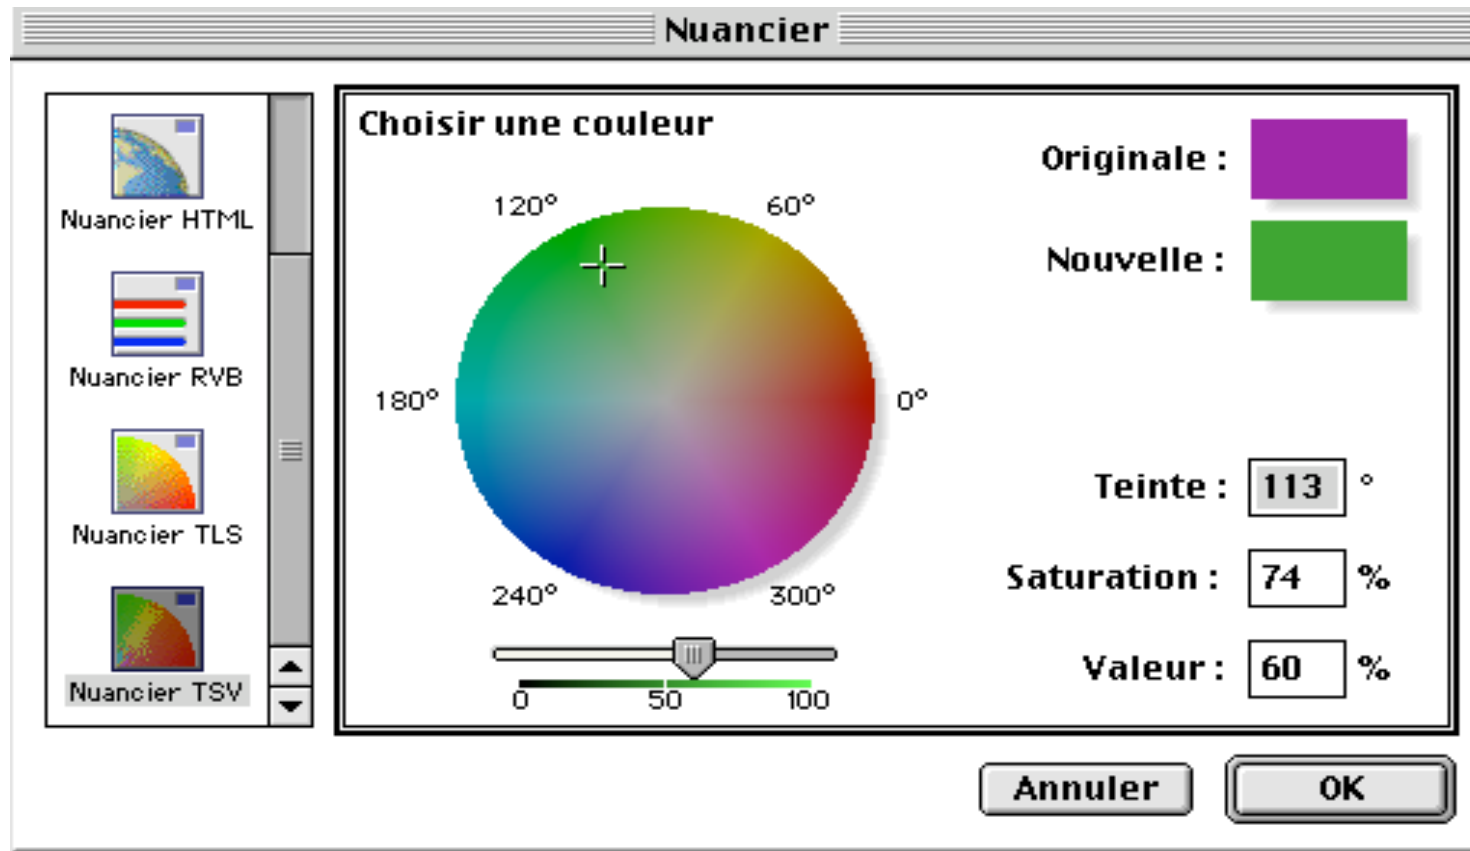 Nuancier
Nuancier HTML
Nuancier RVB
Nuancier TLS
Nuancier TSV
Choisir une couleur
120° 60°
180° 0°
240° 300°
0 50 100
Originale :
Nouvelle :
Teinte : 113 °
Saturation : 74 %
Valeur : 60 %
Annuler OK